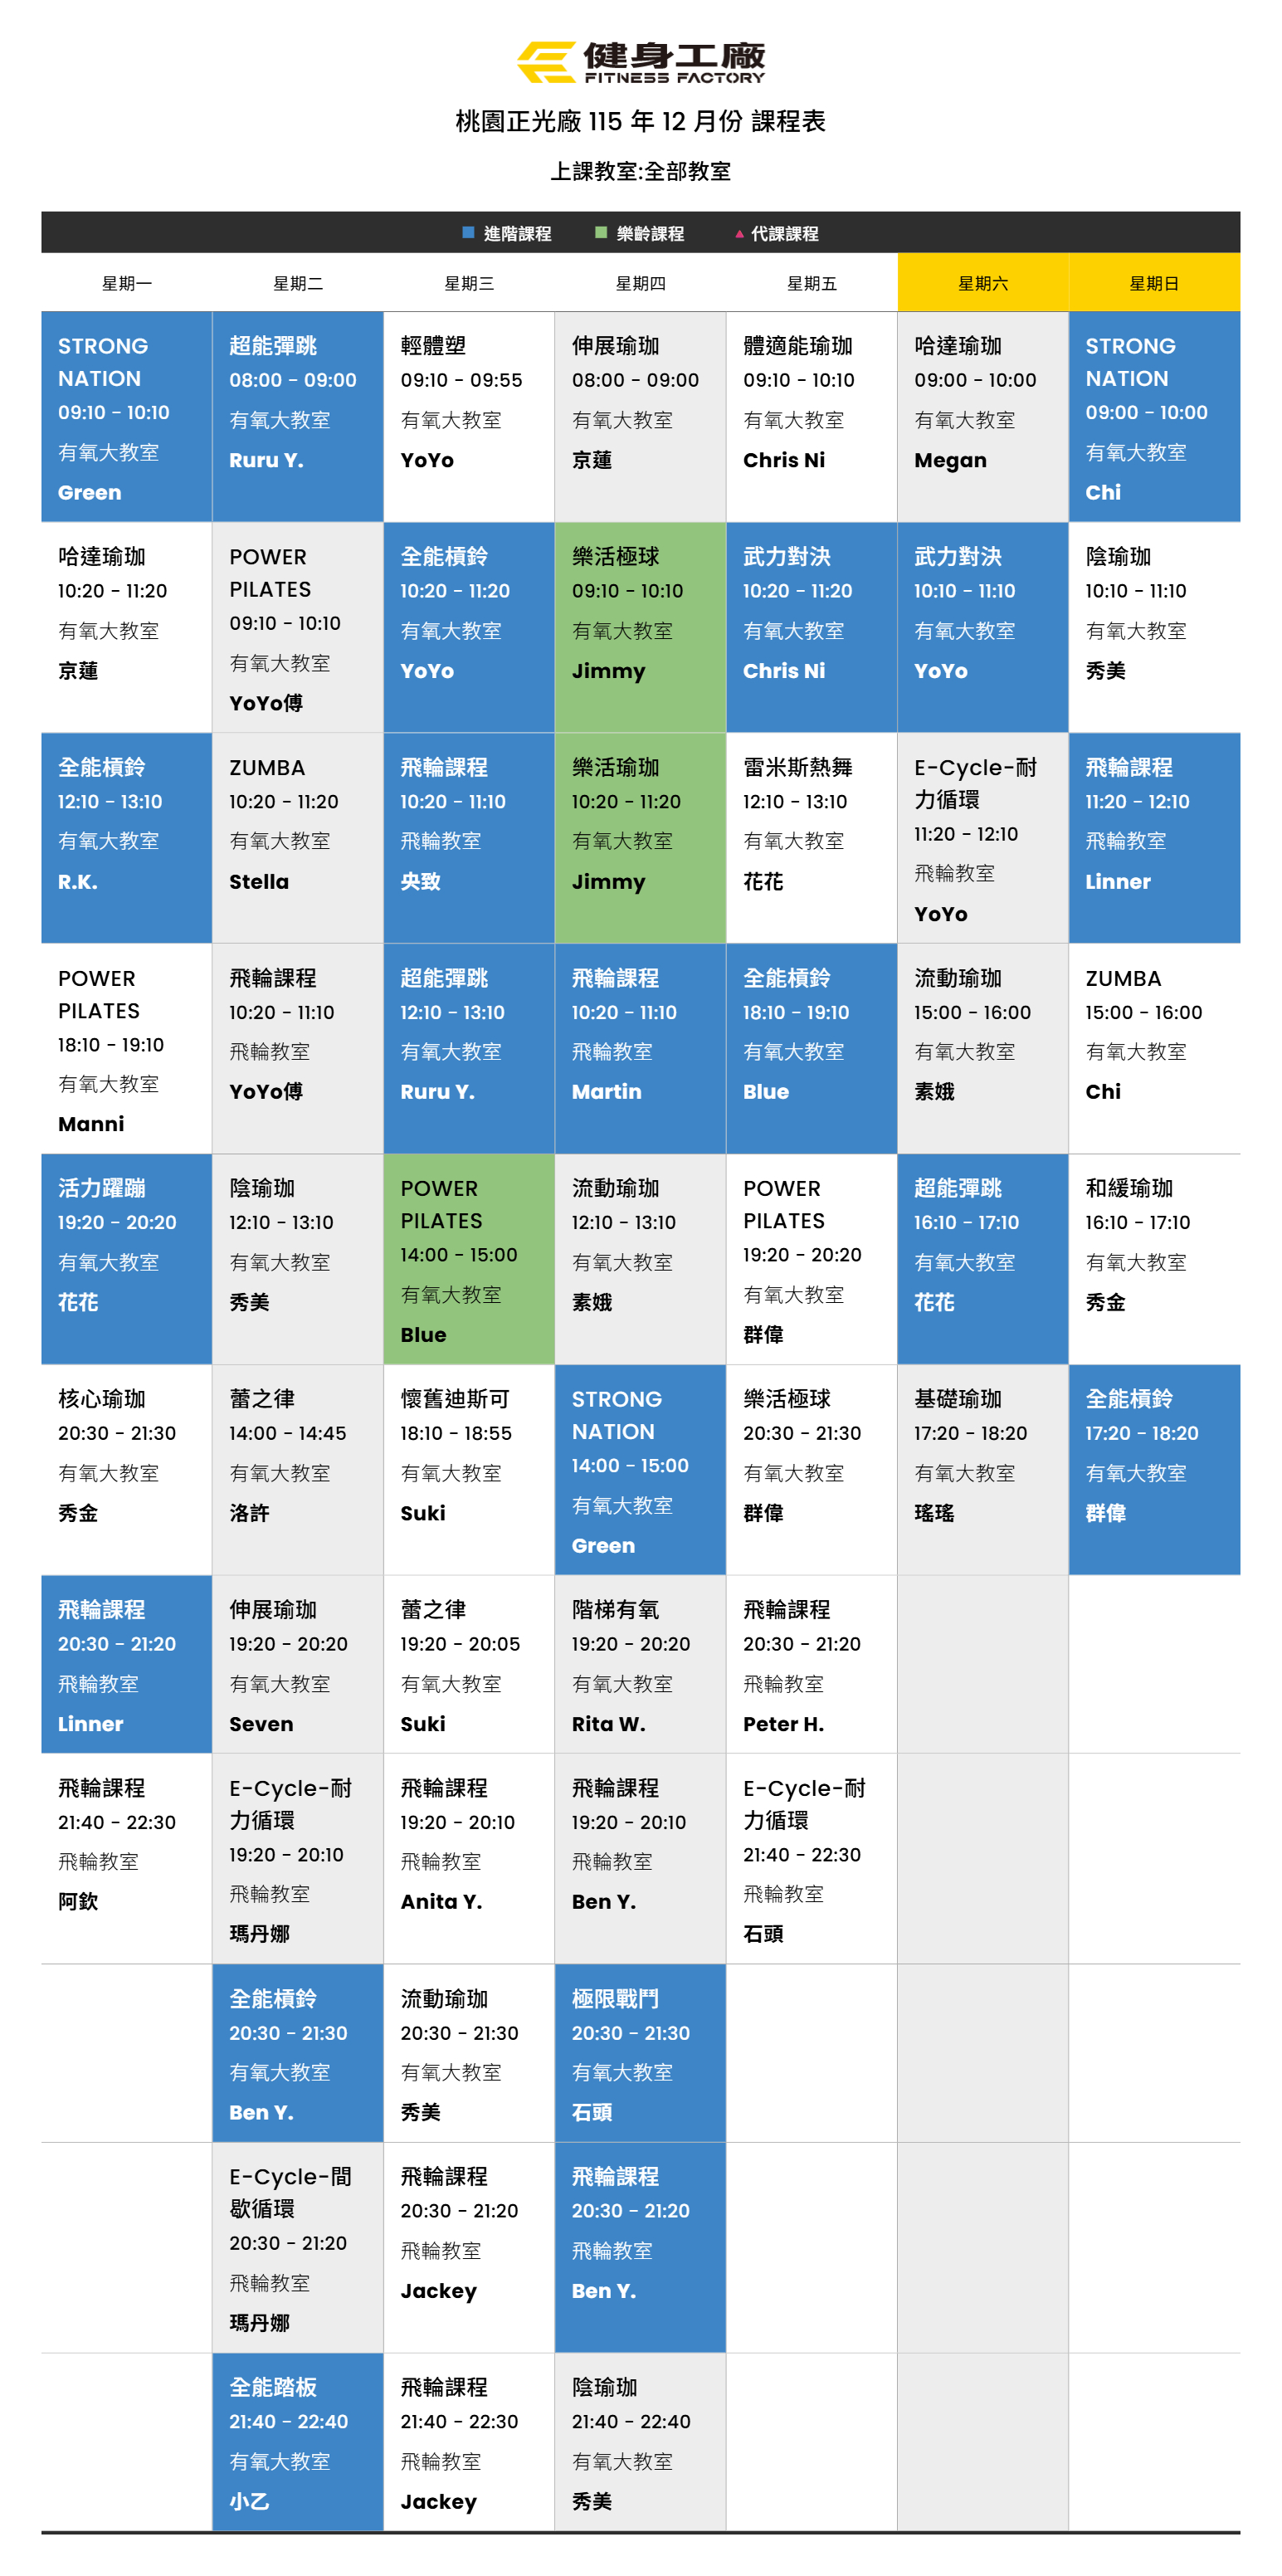 健身工廠
FITNESS FACTORY
桃園正光廠 115 年 12 月份 課程表
上課教室:全部教室
進階課程 樂齡課程 代課課程
星期一 星期二 星期三 星期四 星期五 星期六 星期日
STRONG
NATION
09:10 - 10:10
有氧大教室
Green
超能彈跳
08:00 - 09:00
有氧大教室
Ruru Y.
輕體塑
09:10 - 09:55
有氧大教室
YoYo
伸展瑜珈
08:00 - 09:00
有氧大教室
京蓮
體適能瑜珈
09:10 - 10:10
有氧大教室
Chris Ni
哈達瑜珈
09:00 - 10:00
有氧大教室
Megan
STRONG
NATION
09:00 - 10:00
有氧大教室
Chi
哈達瑜珈
10:20 - 11:20
有氧大教室
京蓮
POWER
PILATES
09:10 - 10:10
有氧大教室
YoYo傅
全能槓鈴
10:20 - 11:20
有氧大教室
YoYo
樂活極球
09:10 - 10:10
有氧大教室
Jimmy
武力對決
10:20 - 11:20
有氧大教室
Chris Ni
武力對決
10:10 - 11:10
有氧大教室
YoYo
陰瑜珈
10:10 - 11:10
有氧大教室
秀美
全能槓鈴
12:10 - 13:10
有氧大教室
R.K.
ZUMBA
10:20 - 11:20
有氧大教室
Stella
飛輪課程
10:20 - 11:10
飛輪教室
央致
樂活瑜珈
10:20 - 11:20
有氧大教室
Jimmy
雷米斯熱舞
12:10 - 13:10
有氧大教室
花花
E-Cycle-耐
力循環
11:20 - 12:10
飛輪教室
YoYo
飛輪課程
11:20 - 12:10
飛輪教室
Linner
POWER
PILATES
18:10 - 19:10
有氧大教室
Manni
飛輪課程
10:20 - 11:10
飛輪教室
YoYo傅
超能彈跳
12:10 - 13:10
有氧大教室
Ruru Y.
飛輪課程
10:20 - 11:10
飛輪教室
Martin
全能槓鈴
18:10 - 19:10
有氧大教室
Blue
流動瑜珈
15:00 - 16:00
有氧大教室
素娥
ZUMBA
15:00 - 16:00
有氧大教室
Chi
活力躍蹦
19:20 - 20:20
有氧大教室
花花
陰瑜珈
12:10 - 13:10
有氧大教室
秀美
POWER
PILATES
14:00 - 15:00
有氧大教室
Blue
流動瑜珈
12:10 - 13:10
有氧大教室
素娥
POWER
PILATES
19:20 - 20:20
有氧大教室
群偉
超能彈跳
16:10 - 17:10
有氧大教室
花花
和緩瑜珈
16:10 - 17:10
有氧大教室
秀金
核心瑜珈
20:30 - 21:30
有氧大教室
秀金
蕾之律
14:00 - 14:45
有氧大教室
洛許
懷舊迪斯可
18:10 - 18:55
有氧大教室
Suki
STRONG
NATION
14:00 - 15:00
有氧大教室
Green
樂活極球
20:30 - 21:30
有氧大教室
群偉
基礎瑜珈
17:20 - 18:20
有氧大教室
瑤瑤
全能槓鈴
17:20 - 18:20
有氧大教室
群偉
飛輪課程
20:30 - 21:20
飛輪教室
Linner
伸展瑜珈
19:20 - 20:20
有氧大教室
Seven
蕾之律
19:20 - 20:05
有氧大教室
Suki
階梯有氧
19:20 - 20:20
有氧大教室
Rita W.
飛輪課程
20:30 - 21:20
飛輪教室
Peter H.
飛輪課程
21:40 - 22:30
飛輪教室
阿欽
E-Cycle-耐
力循環
19:20 - 20:10
飛輪教室
瑪丹娜
飛輪課程
19:20 - 20:10
飛輪教室
Anita Y.
飛輪課程
19:20 - 20:10
飛輪教室
Ben Y.
E-Cycle-耐
力循環
21:40 - 22:30
飛輪教室
石頭
全能槓鈴
20:30 - 21:30
有氧大教室
Ben Y.
流動瑜珈
20:30 - 21:30
有氧大教室
秀美
極限戰鬥
20:30 - 21:30
有氧大教室
石頭
E-Cycle-間
歇循環
20:30 - 21:20
飛輪教室
瑪丹娜
飛輪課程
20:30 - 21:20
飛輪教室
Jackey
飛輪課程
20:30 - 21:20
飛輪教室
Ben Y.
全能踏板
21:40 - 22:40
有氧大教室
小乙
飛輪課程
21:40 - 22:30
飛輪教室
Jackey
陰瑜珈
21:40 - 22:40
有氧大教室
秀美